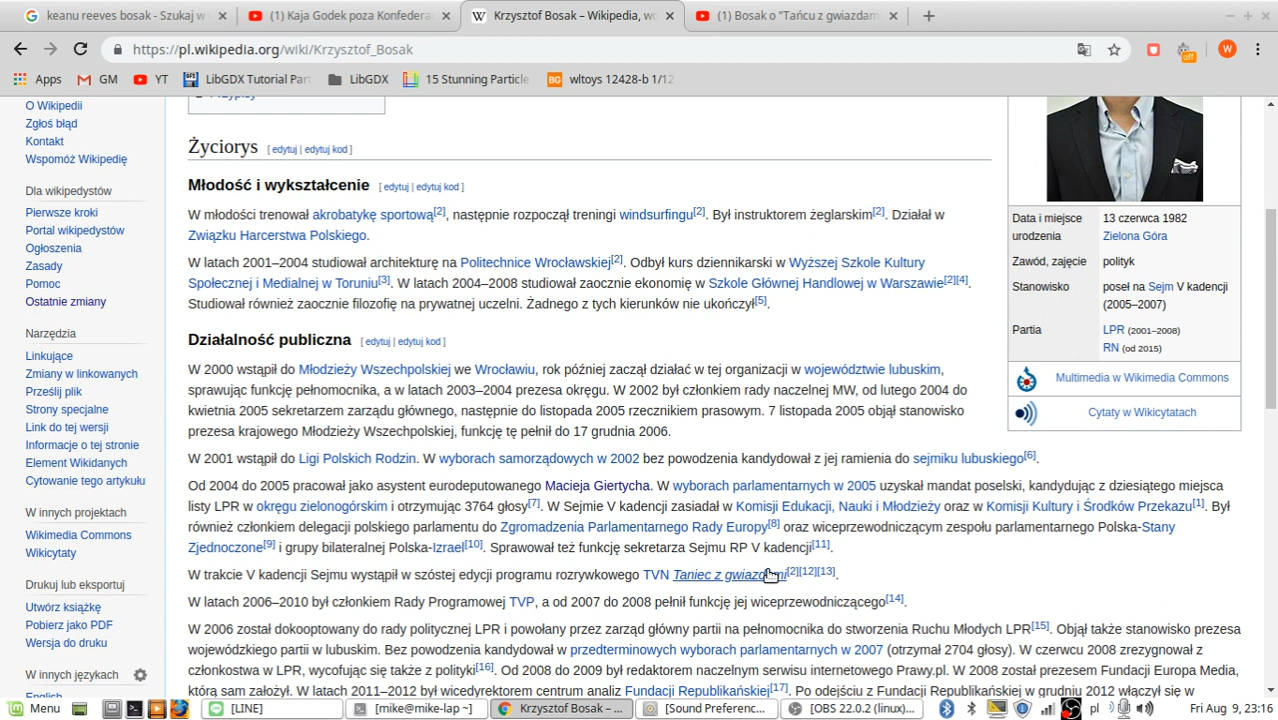 keanu reeves bosak - Szukaj w
(1) Kaja Godek poza Konfedera
Krzysztof Bosak – Wikipedia, wo
(1) Bosak o "Tańcu z gwiazdam
https://pl.wikipedia.org/wiki/Krzysztof_Bosak
off
W
Apps
GM
YT
LibGDX Tutorial Par
LibGDX
15 Stunning Particle
BG
wltoys 12428-b 1/12
O Wikipedii
Zgłoś błąd
Kontakt
Wspomóż Wikipedię
Dla wikipedystów
Pierwsze kroki
Portal wikipedystów
Ogłoszenia
Zasady
Pomoc
Ostatnie zmiany
Narzędzia
Linkujące
Zmiany w linkowanych
Prześlij plik
Strony specjalne
Link do tej wersji
Informacje o tej stronie
Element Wikidanych
Cytowanie tego artykułu
W innych projektach
Wikimedia Commons
Wikicytaty
Drukuj lub eksportuj
Utwórz książkę
Pobierz jako PDF
Wersja do druku
W innych językach
English
Życiorys [ edytuj | edytuj kod ]
Młodość i wykształcenie [ edytuj | edytuj kod ]
W młodości trenował akrobatykę sportową[2], następnie rozpoczął treningi windsurfingu[2]. Był instruktorem żeglarskim[2]. Działał w
Związku Harcerstwa Polskiego.
W latach 2001–2004 studiował architekturę na Politechnice Wrocławskiej[2]. Odbył kurs dziennikarski w Wyższej Szkole Kultury
Społecznej i Medialnej w Toruniu[3]. W latach 2004–2008 studiował zaocznie ekonomię w Szkole Głównej Handlowej w Warszawie[2][4].
Studiował również zaocznie filozofię na prywatnej uczelni. Żadnego z tych kierunków nie ukończył[5].
Działalność publiczna [ edytuj | edytuj kod ]
W 2000 wstąpił do Młodzieży Wszechpolskiej we Wrocławiu, rok później zaczął działać w tej organizacji w województwie lubuskim,
sprawując funkcję pełnomocnika, a w latach 2003–2004 prezesa okręgu. W 2002 był członkiem rady naczelnej MW, od lutego 2004 do
kwietnia 2005 sekretarzem zarządu głównego, następnie do listopada 2005 rzecznikiem prasowym. 7 listopada 2005 objął stanowisko
prezesa krajowego Młodzieży Wszechpolskiej, funkcję tę pełnił do 17 grudnia 2006.
W 2001 wstąpił do Ligi Polskich Rodzin. W wyborach samorządowych w 2002 bez powodzenia kandydował z jej ramienia do sejmiku lubuskiego[6].
Od 2004 do 2005 pracował jako asystent eurodeputowanego Macieja Giertycha. W wyborach parlamentarnych w 2005 uzyskał mandat poselski, kandydując z dziesiątego miejsca
listy LPR w okręgu zielonogórskim i otrzymując 3764 głosy[7]. W Sejmie V kadencji zasiadał w Komisji Edukacji, Nauki i Młodzieży oraz w Komisji Kultury i Środków Przekazu[1]. Był
również członkiem delegacji polskiego parlamentu do Zgromadzenia Parlamentarnego Rady Europy[8] oraz wiceprzewodniczącym zespołu parlamentarnego Polska-Stany
Zjednoczone[9] i grupy bilateralnej Polska-Izrael[10]. Sprawował też funkcję sekretarza Sejmu RP V kadencji[11].
W trakcie V kadencji Sejmu wystąpił w szóstej edycji programu rozrywkowego TVN Taniec z gwiazdami[2][12][13].
W latach 2006–2010 był członkiem Rady Programowej TVP, a od 2007 do 2008 pełnił funkcję jej wiceprzewodniczącego[14].
W 2006 został dokooptowany do rady politycznej LPR i powołany przez zarząd główny partii na pełnomocnika do stworzenia Ruchu Młodych LPR[15]. Objął także stanowisko prezesa
wojewódzkiego partii w lubuskim. Bez powodzenia kandydował w przedterminowych wyborach parlamentarnych w 2007 (otrzymał 2704 głosy). W czerwcu 2008 zrezygnował z
członkostwa w LPR, wycofując się także z polityki[16]. Od 2008 do 2009 był redaktorem naczelnym serwisu internetowego Prawy.pl. W 2008 został prezesem Fundacji Europa Media,
którą sam założył. W latach 2011–2012 był wicedyrektorem centrum analiz Fundacji Republikańskiej[17]. Po odejściu z Fundacji Republikańskiej w grudniu 2012 włączył się w
Data i miejsce urodzenia
13 czerwca 1982
Zielona Góra
Zawód, zajęcie
polityk
Stanowisko
poseł na Sejm V kadencji
(2005–2007)
Partia
LPR (2001–2008)
RN (od 2015)
Multimedia w Wikimedia Commons
Cytaty w Wikicytatach
Menu
[LINE]
[mike@mike-lap ~]
Krzysztof Bosak – ...
[Sound Preferenc...
[OBS 22.0.2 (linux)...
pl
Fri Aug 9, 23:16